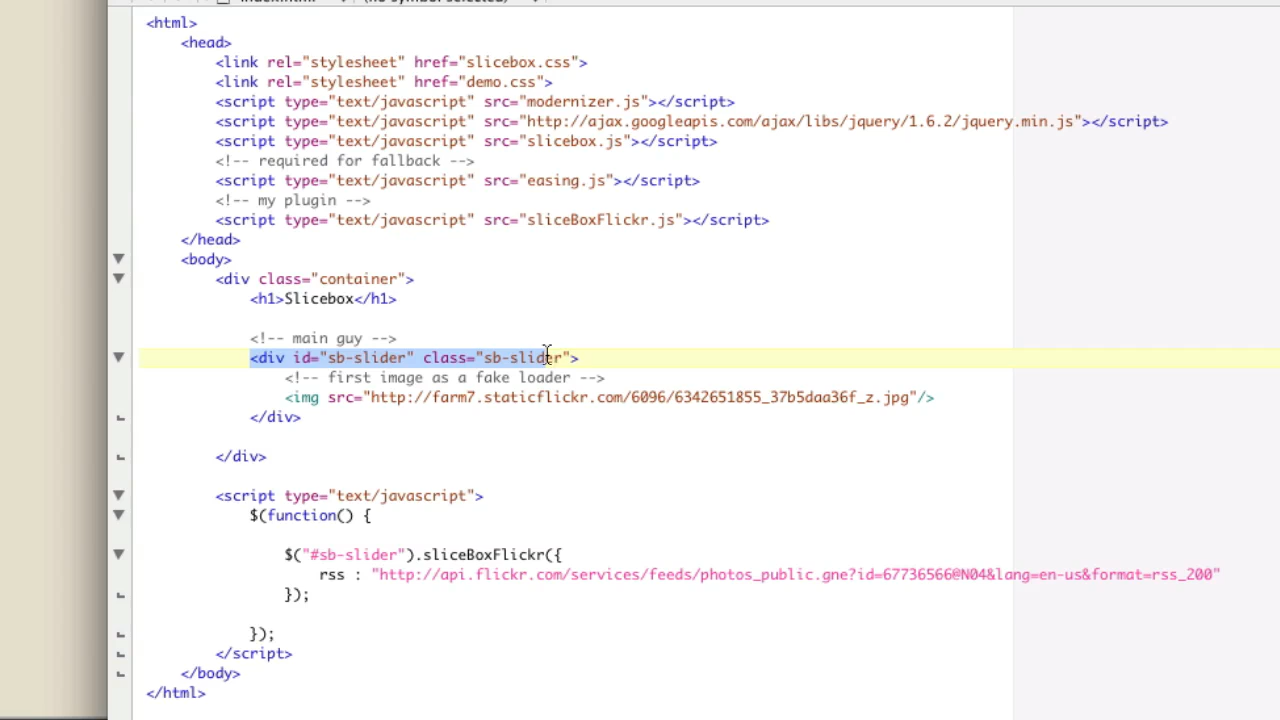 <html>
<head>
<link rel="stylesheet" href="slicebox.css">
<link rel="stylesheet" href="demo.css">
<script type="text/javascript" src="modernizer.js"></script>
<script type="text/javascript" src="http://ajax.googleapis.com/ajax/libs/jquery/1.6.2/jquery.min.js"></script>
<script type="text/javascript" src="slicebox.js"></script>
<!-- required for fallback -->
<script type="text/javascript" src="easing.js"></script>
<!-- my plugin -->
<script type="text/javascript" src="sliceBoxFlickr.js"></script>
</head>
<body>
<div class="container">
<h1>Slicebox</h1>
<!-- main guy -->
<div id="sb-slider" class="sb-slider">
<!-- first image as a fake loader -->
<img src="http://farm7.staticflickr.com/6096/6342651855_37b5daa36f_z.jpg"/>
</div>
</div>
<script type="text/javascript">
$(function() {
$("#sb-slider").sliceBoxFlickr({
rss : "http://api.flickr.com/services/feeds/photos_public.gne?id=67736566@N04&lang=en-us&format=rss_200"
});
});
</script>
</body>
</html>